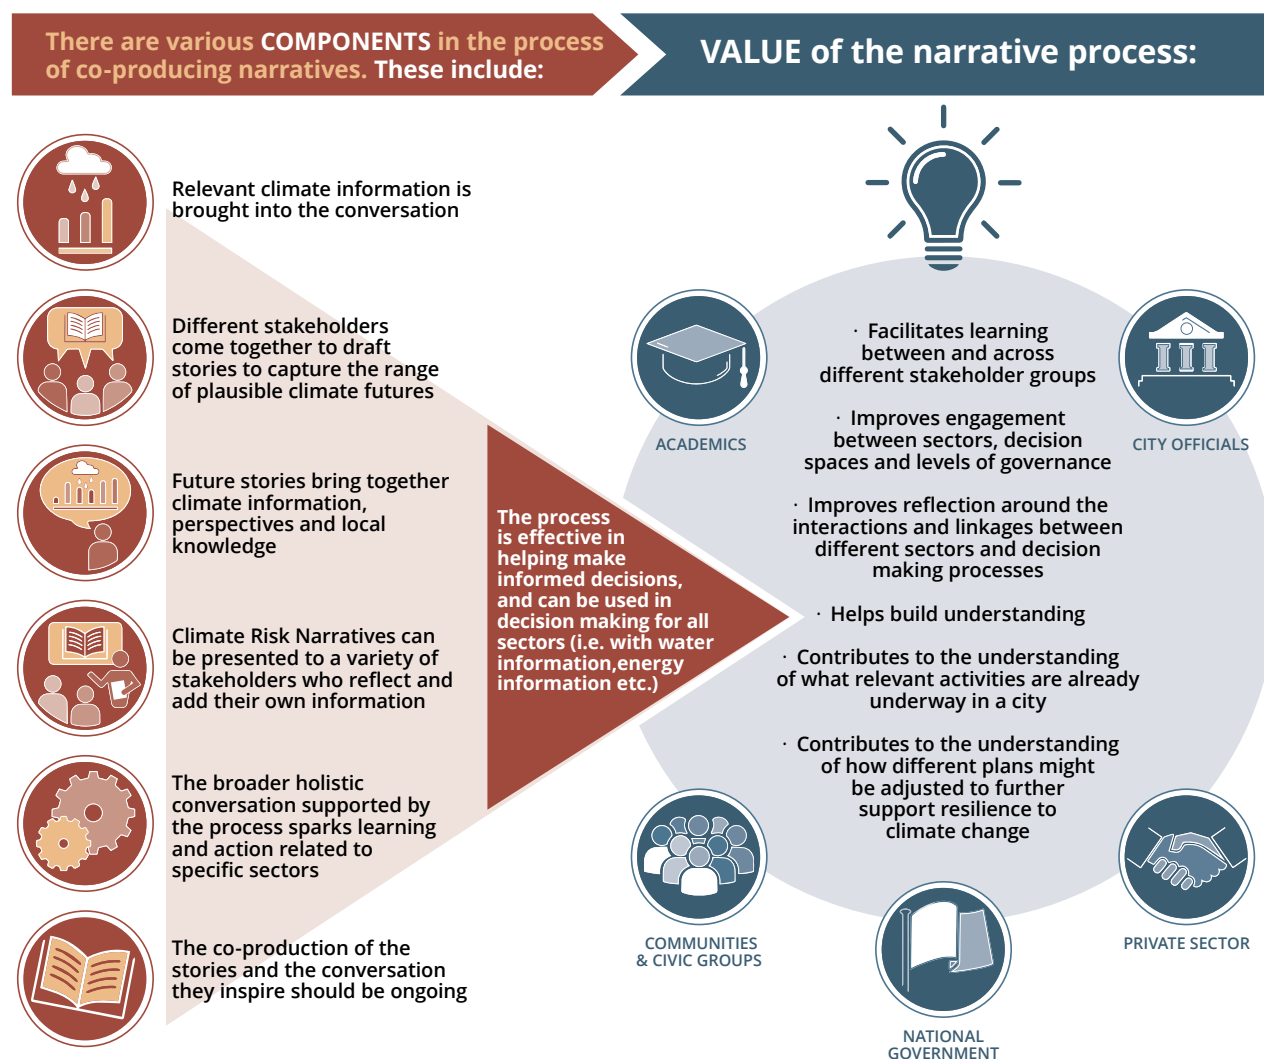 There are various COMPONENTS in the process
of co-producing narratives. These include:
VALUE of the narrative process:
Relevant climate information is
brought into the conversation
Different stakeholders
come together to draft
stories to capture the range
of plausible climate futures
Future stories bring together
climate information,
perspectives and local
knowledge
Climate Risk Narratives can
be presented to a variety of
stakeholders who reflect and
add their own information
The broader holistic
conversation supported by
the process sparks learning
and action related to
specific sectors
The co-production of the
stories and the conversation
they inspire should be ongoing
The process
is effective in
helping make
informed decisions,
and can be used in
decision making for all
sectors (i.e. with water
information,energy
information etc.)
· Facilitates learning
between and across
different stakeholder groups
· Improves engagement
between sectors, decision
spaces and levels of governance
· Improves reflection around the
interactions and linkages between
different sectors and decision
making processes
· Helps build understanding
· Contributes to the understanding
of what relevant activities are already
underway in a city
· Contributes to the understanding
of how different plans might
be adjusted to further
support resilience to
climate change
ACADEMICS
CITY OFFICIALS
COMMUNITIES
& CIVIC GROUPS
NATIONAL
GOVERNMENT
PRIVATE SECTOR